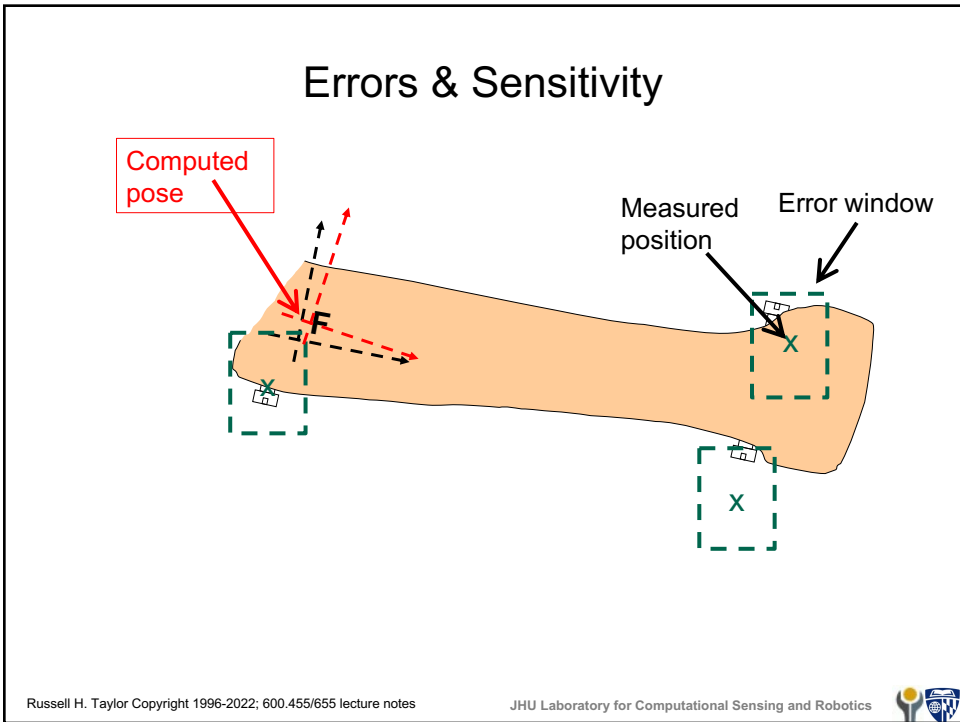 Errors & Sensitivity
Computed
pose
Measured
position
Error window
F
x
x
x
Russell H. Taylor Copyright 1996-2022; 600.455/655 lecture notes
JHU Laboratory for Computational Sensing and Robotics